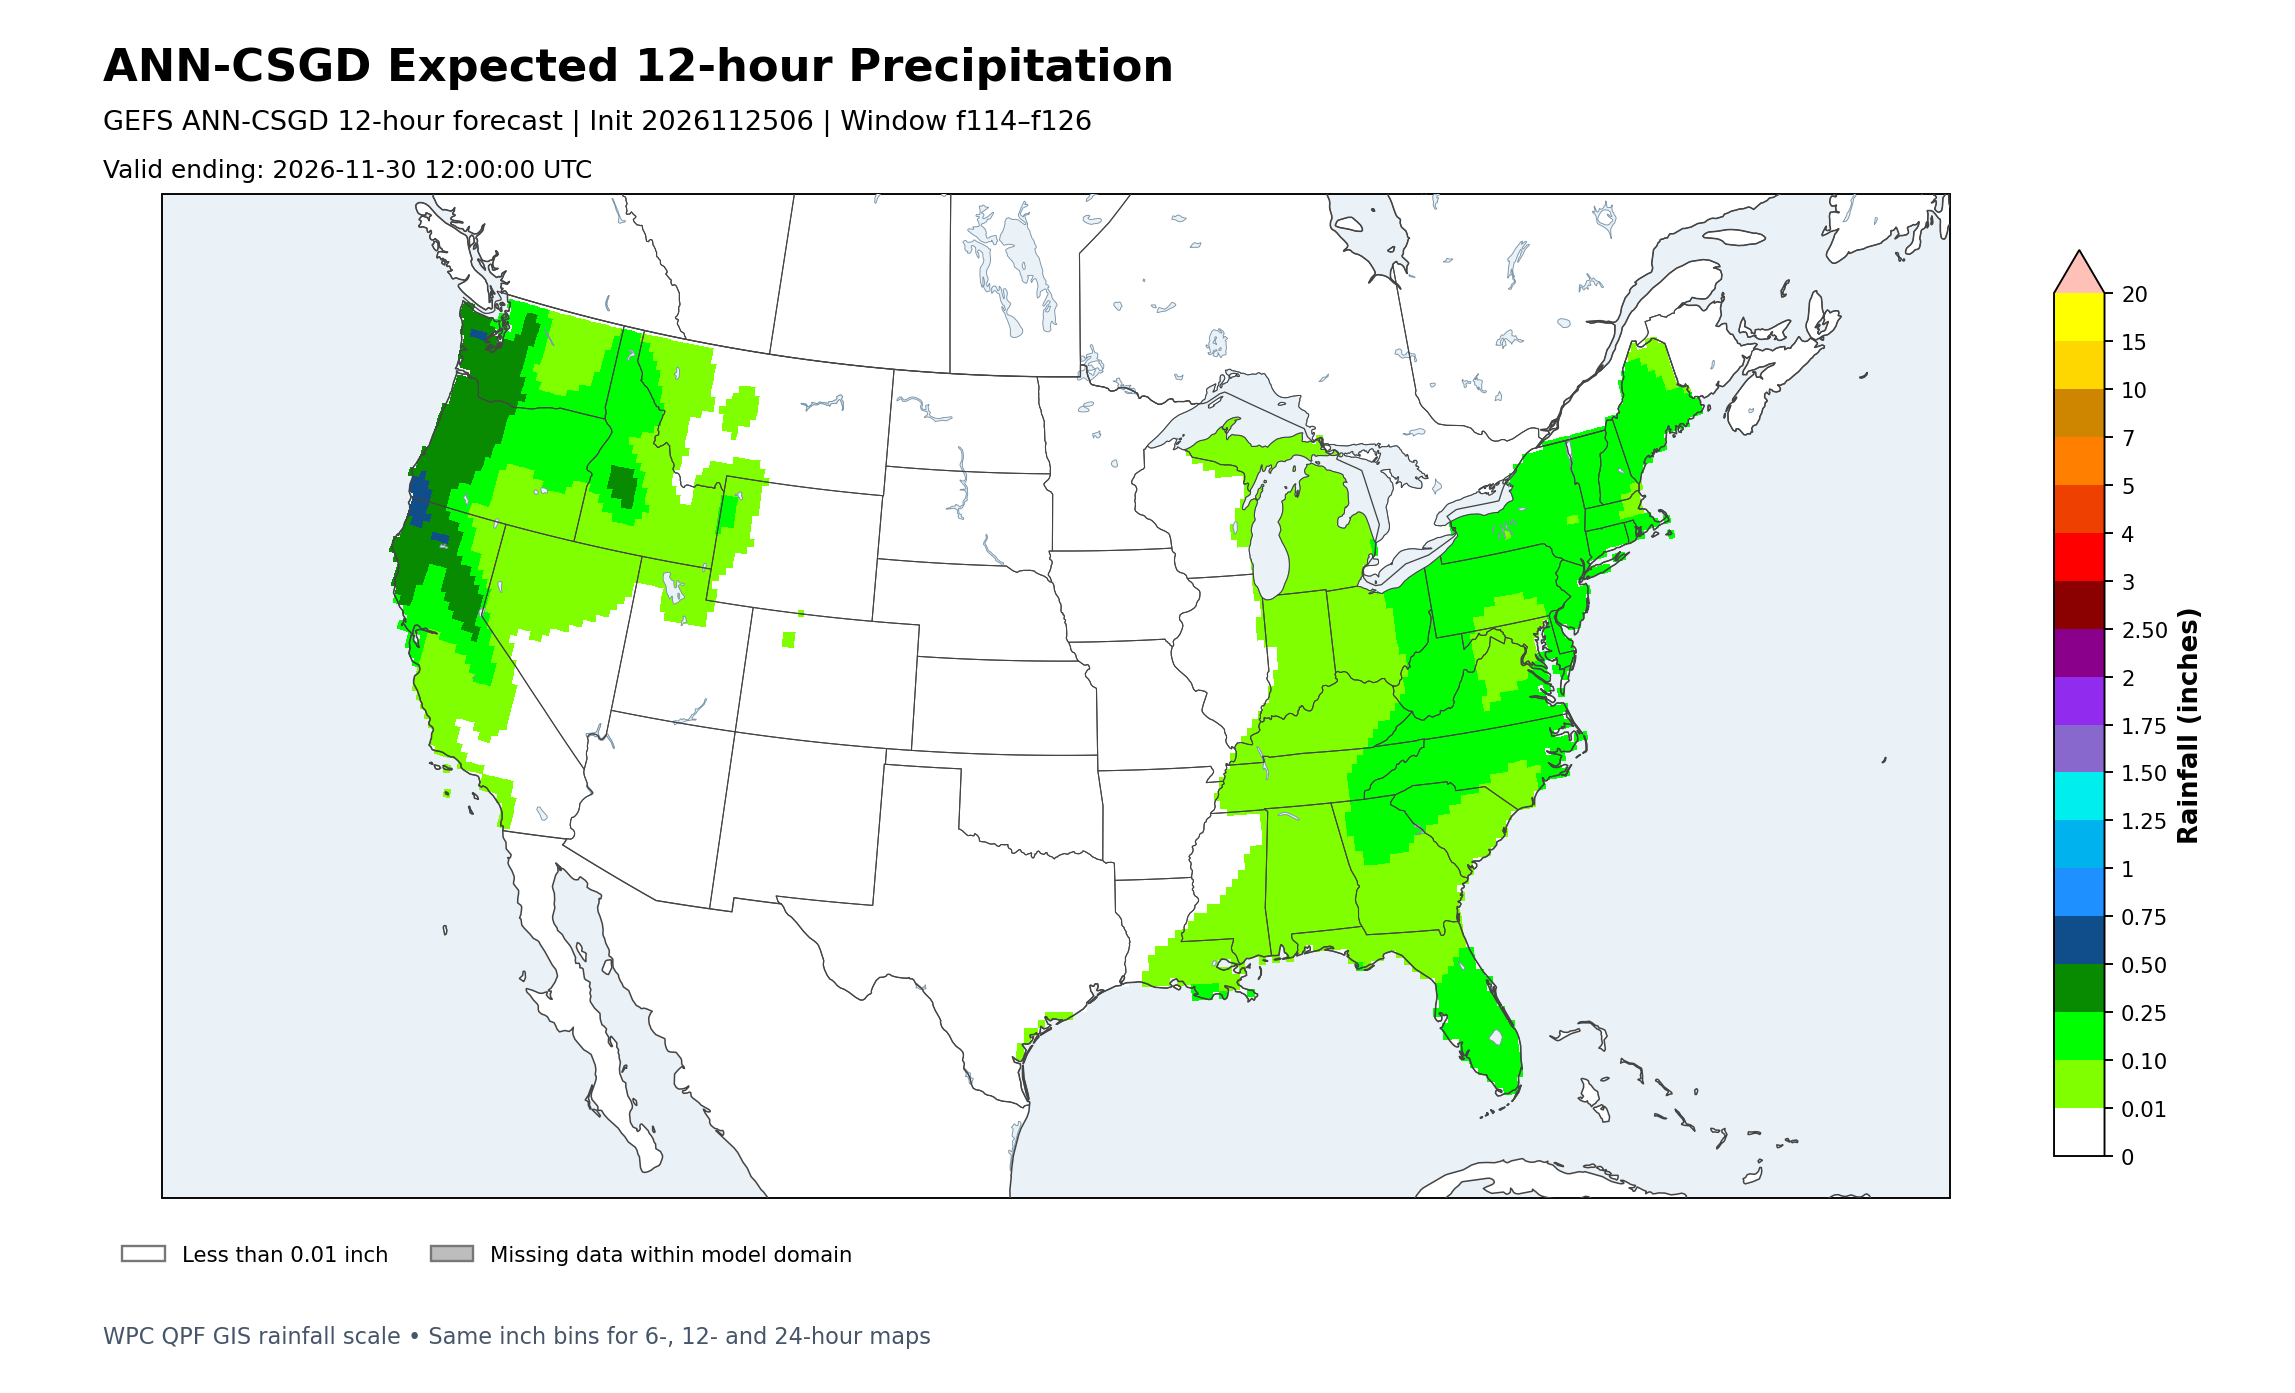 ANN-CSGD Expected 12-hour Precipitation
GEFS ANN-CSGD 12-hour forecast | Init 2026112506 | Window f114–f126
Valid ending: 2026-11-30 12:00:00 UTC
20
15
10
7
5
4
3
2.50
2
1.75
1.50
1.25
1
0.75
0.50
0.25
0.10
0.01
0
Rainfall (inches)
Less than 0.01 inch
Missing data within model domain
WPC QPF GIS rainfall scale • Same inch bins for 6-, 12- and 24-hour maps